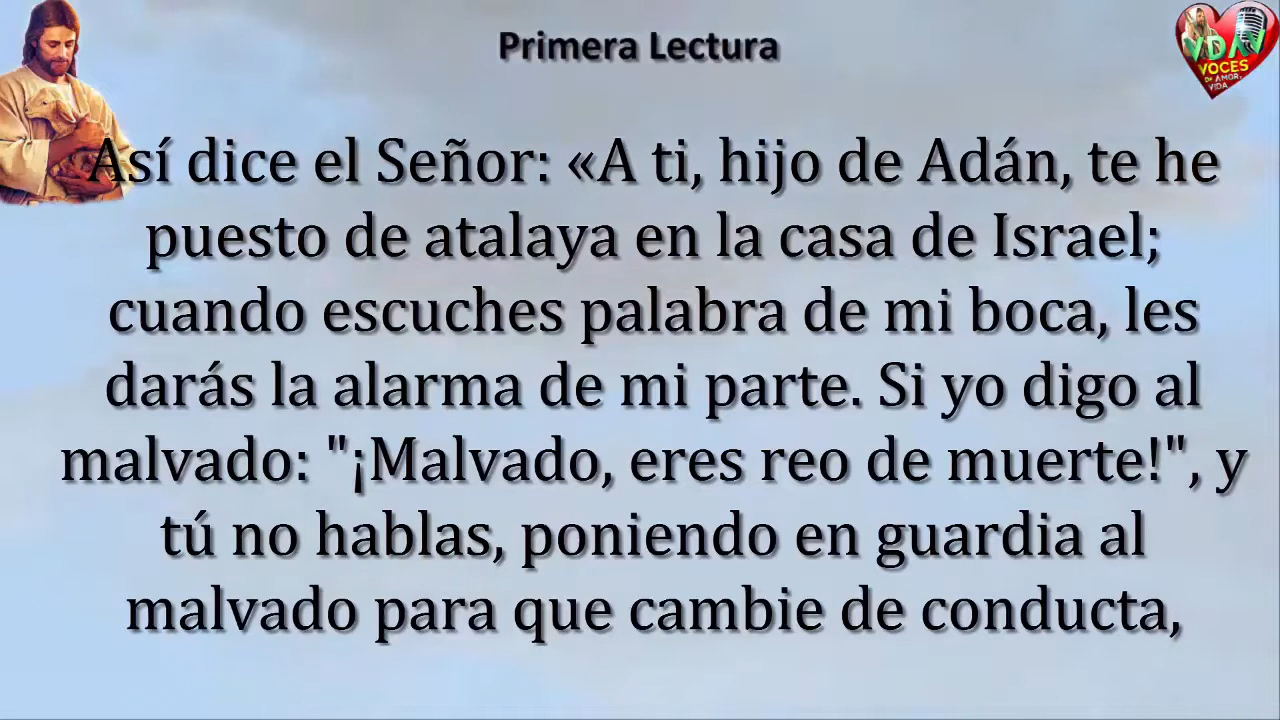 Primera Lectura
VDAV
VOCES
DE AMOR-
VIDA
Así dice el Señor: «A ti, hijo de Adán, te he
puesto de atalaya en la casa de Israel;
cuando escuches palabra de mi boca, les
darás la alarma de mi parte. Si yo digo al
malvado: "¡Malvado, eres reo de muerte!", y
tú no hablas, poniendo en guardia al
malvado para que cambie de conducta,